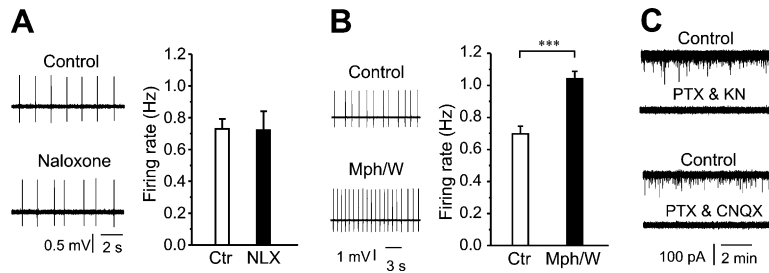 A
Control
Naloxone
0.5 mV
2 s
Firing rate (Hz)
1.2
1.0
0.8
0.6
0.4
0.2
0.0
Ctr NLX
B
Control
Mph/W
1 mV
3 s
Firing rate (Hz)
1.2
1.0
0.8
0.6
0.4
0.2
0.0
***
Ctr Mph/W
C
Control
PTX & KN
Control
PTX & CNQX
100 pA
2 min